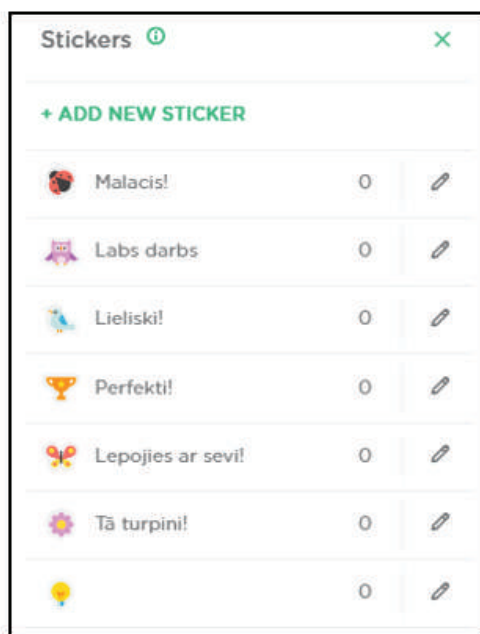 Stickers
+ ADD NEW STICKER
Malacis! 0
Labs darbs 0
Lieliski! 0
Perfekti! 0
Lepojies ar sevi! 0
Tā turpini! 0
0